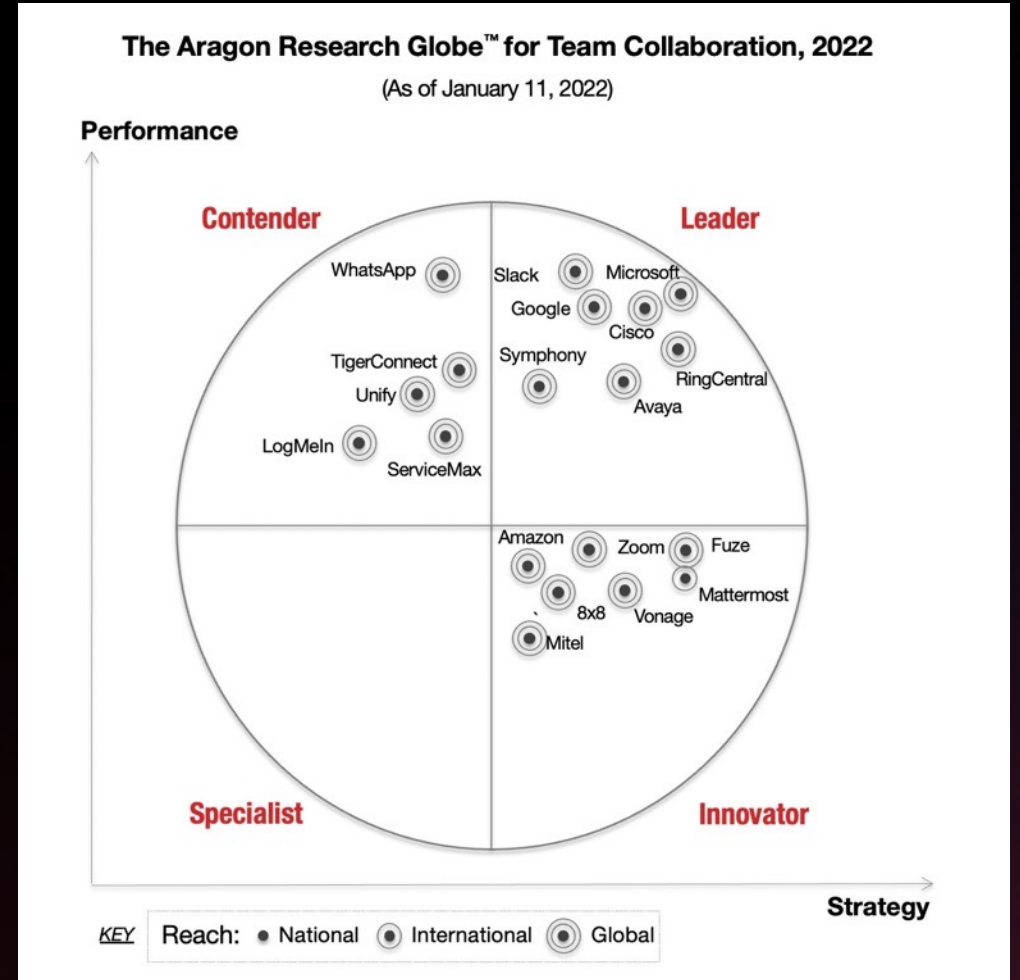 The Aragon Research Globe™ for Team Collaboration, 2022
(As of January 11, 2022)
Performance
Contender
Leader
WhatsApp
Slack
Microsoft
Google
Cisco
TigerConnect
Symphony
Unify
RingCentral
Avaya
LogMeIn
ServiceMax
Amazon
Zoom
Fuze
Mattermost
8x8
Vonage
`
Mitel
Specialist
Innovator
Strategy
KEY Reach: National International Global